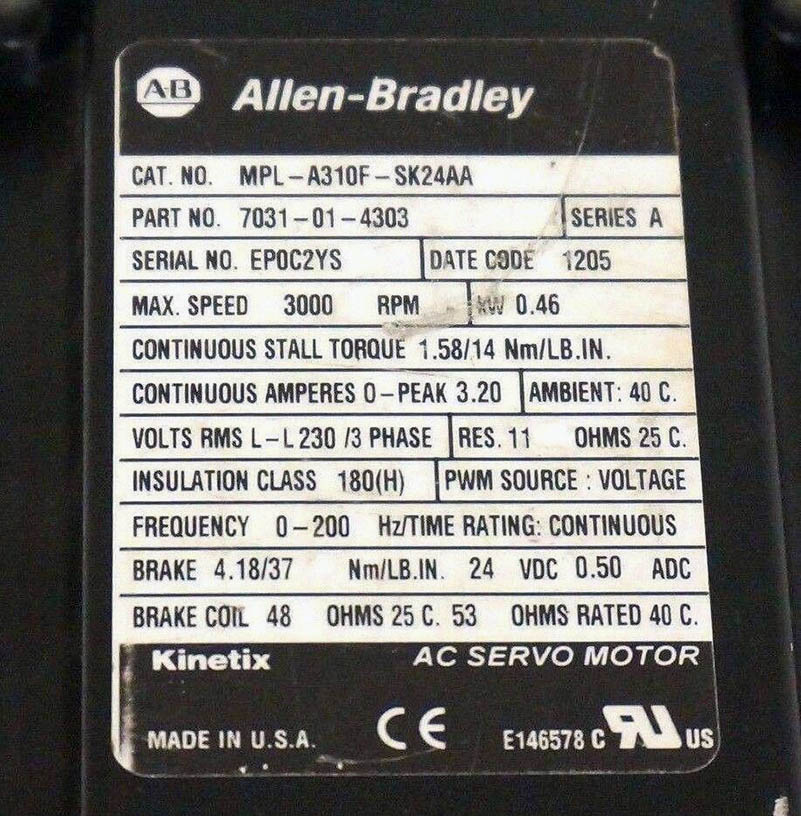 A-B Allen-Bradley
CAT. NO. MPL-A310F-SK24AA
PART NO. 7031-01-4303 SERIES A
SERIAL NO. EP0C2YS DATE CODE 1205
MAX. SPEED 3000 RPM kW 0.46
CONTINUOUS STALL TORQUE 1.58/14 Nm/LB.IN.
CONTINUOUS AMPERES 0-PEAK 3.20 AMBIENT: 40 C.
VOLTS RMS L-L 230 /3 PHASE RES. 11 OHMS 25 C.
INSULATION CLASS 180(H) PWM SOURCE : VOLTAGE
FREQUENCY 0-200 Hz/TIME RATING: CONTINUOUS
BRAKE 4.18/37 Nm/LB.IN. 24 VDC 0.50 ADC
BRAKE COIL 48 OHMS 25 C. 53 OHMS RATED 40 C.
Kinetix AC SERVO MOTOR
MADE IN U.S.A. CE E146578 C RU US